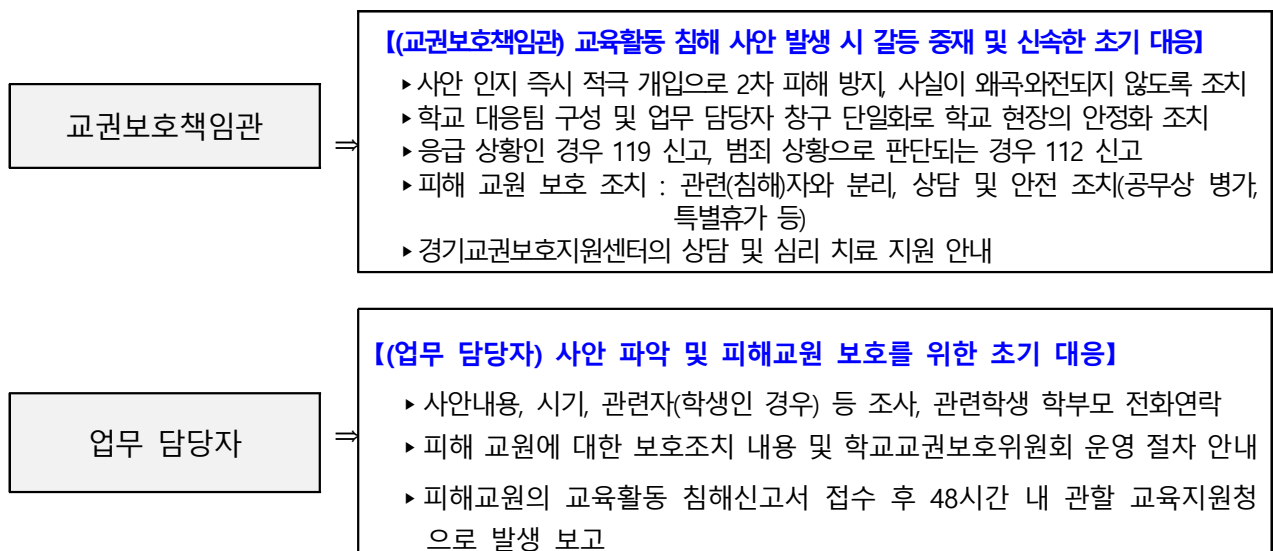 교권보호책임관
⇒
【(교권보호책임관) 교육활동 침해 사안 발생 시 갈등 중재 및 신속한 초기 대응】
▸사안 인지 즉시 적극 개입으로 2차 피해 방지, 사실이 왜곡·와전되지 않도록 조치
▸학교 대응팀 구성 및 업무 담당자 창구 단일화로 학교 현장의 안정화 조치
▸응급 상황인 경우 119 신고, 범죄 상황으로 판단되는 경우 112 신고
▸피해 교원 보호 조치 : 관련(침해)자와 분리, 상담 및 안전 조치(공무상 병가,
특별휴가 등)
▸경기교권보호지원센터의 상담 및 심리 치료 지원 안내
업무 담당자
⇒
【(업무 담당자) 사안 파악 및 피해교원 보호를 위한 초기 대응】
▸사안내용, 시기, 관련자(학생인 경우) 등 조사, 관련학생 학부모 전화연락
▸피해 교원에 대한 보호조치 내용 및 학교교권보호위원회 운영 절차 안내
▸피해교원의 교육활동 침해신고서 접수 후 48시간 내 관할 교육지원청
으로 발생 보고